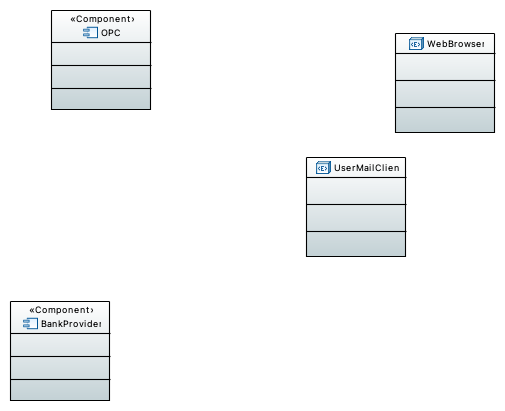 «Component›
OPC
WebBrowser
UserMailClien
«Component›
BankProvider